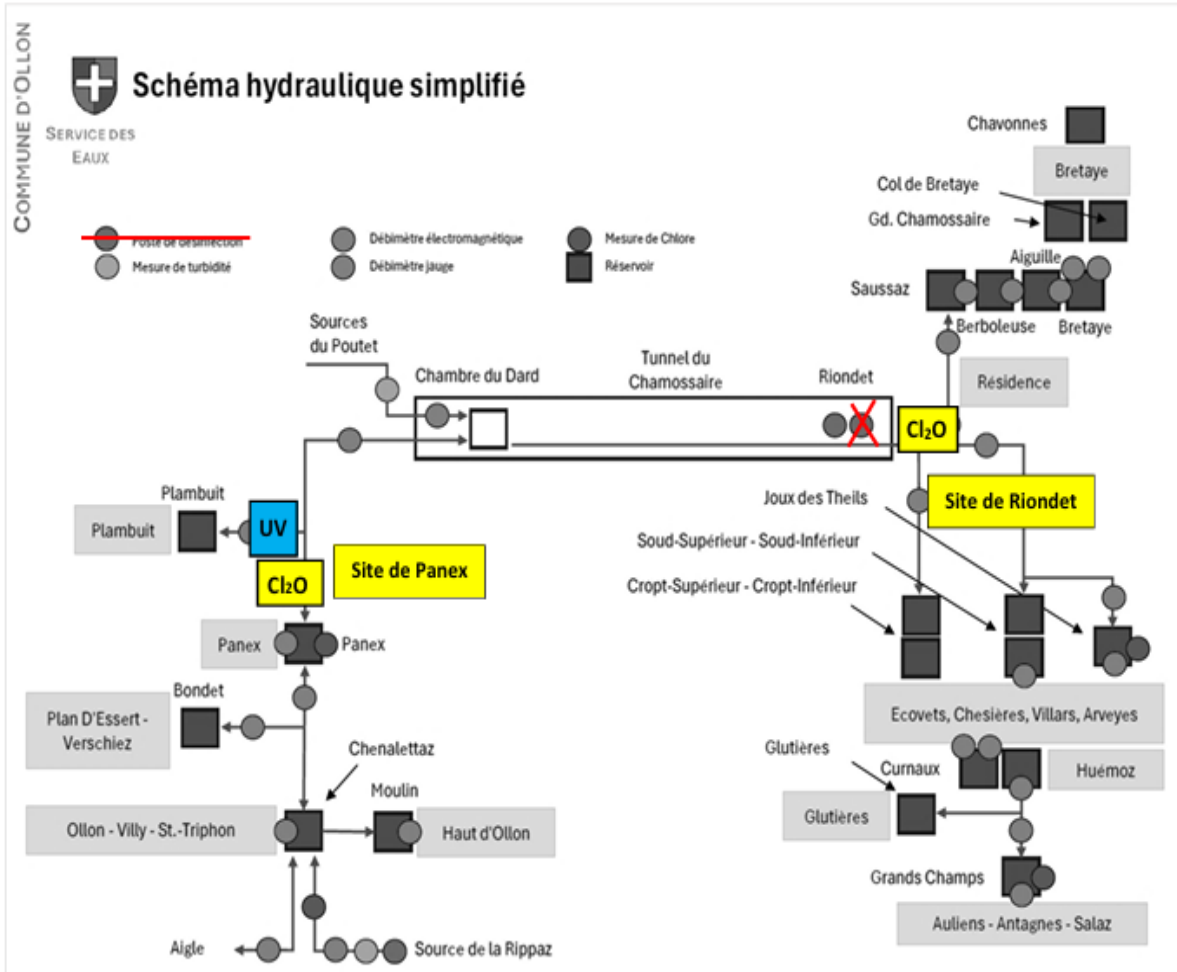 COMMUNE D'OLLON
Schéma hydraulique simplifié
SERVICE DES
EAUX
Poste de désinfection
Mesure de turbidité
Débimètre électromagnétique
Débimètre jauge
Mesure de Chlore
Réservoir
Chavonnes
Bretaye
Col de Bretaye
Gd. Chamossaire
Aiguille
Saussaz
Berboleuse
Bretaye
Résidence
Sources
du Poutet
Chambre du Dard
Tunnel du
Chamossaire
Riondet
Cl₂O
Site de Riondet
Plambuit
Plambuit
UV
Cl₂O
Site de Panex
Panex
Panex
Bondet
Plan D'Essert -
Verschiez
Chenalettaz
Moulin
Ollon - Villy - St.-Triphon
Haut d'Ollon
Aigle
Source de la Rippaz
Joux des Theils
Soud-Supérieur - Soud-Inférieur
Cropt-Supérieur - Cropt-Inférieur
Ecovets, Chesières, Villars, Arveyes
Glutières
Curnaux
Huémoz
Glutières
Grands Champs
Auliens - Antagnes - Salaz